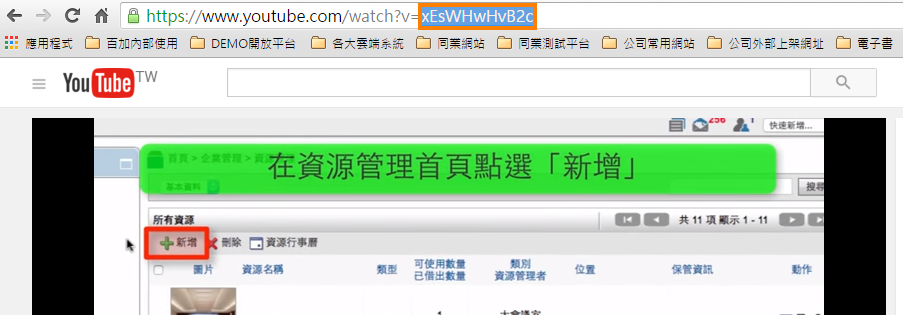 https://www.youtube.com/watch?v=xEsWHwHvB2c
應用程式 百加內部使用 DEMO開放平台 各大雲端系統 同業網站 同業測試平台 公司常用網站 公司外部上架網址 電子書
YouTube TW
256 1 快速新增...
首頁 > 企業管理 >
在資源管理首頁點選「新增」
基本資料 搜尋
所有資源 共 11 項 顯示 1 - 11
新增 刪除 資源行事曆
圖片 資源名稱 類型 可使用數量 類別 位置 保管資訊 動作
已借出數量 資源管理者
1 大會議室